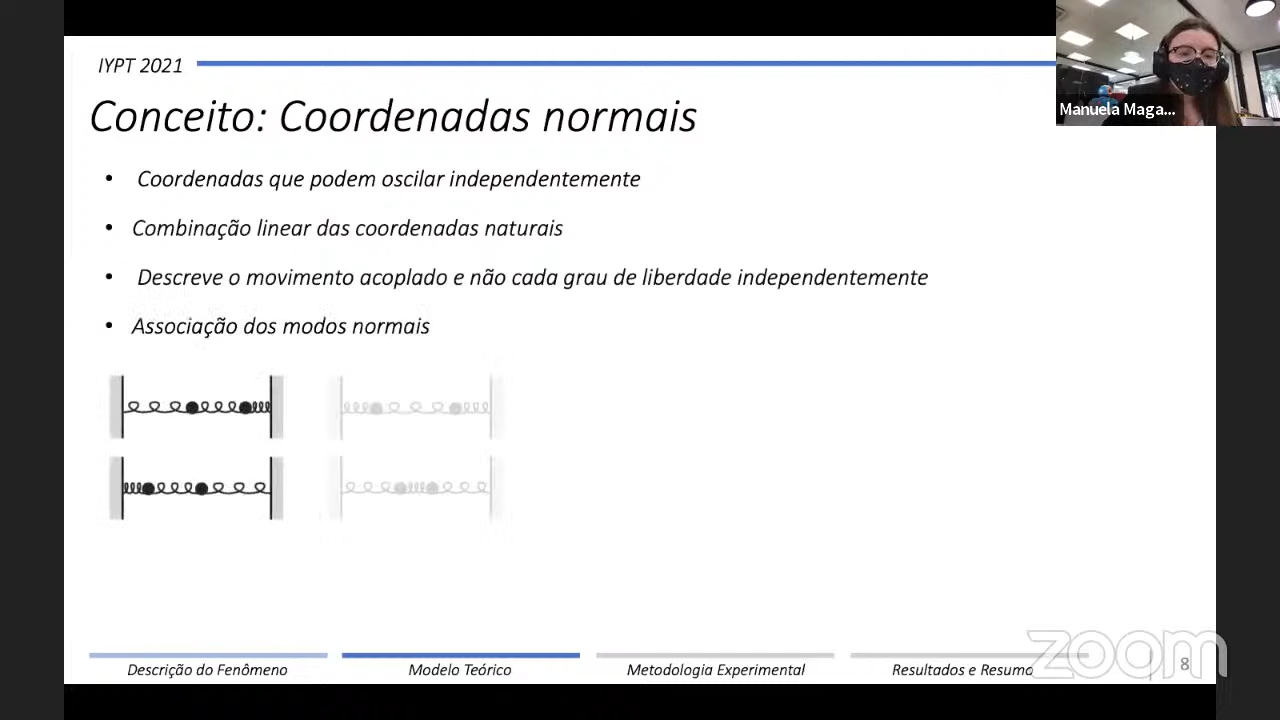 IYPT 2021
Manuela Maga...
Conceito: Coordenadas normais
• Coordenadas que podem oscilar independentemente
• Combinação linear das coordenadas naturais
• Descreve o movimento acoplado e não cada grau de liberdade independentemente
• Associação dos modos normais
Descrição do Fenômeno
Modelo Teórico
Metodologia Experimental
Resultados e Resumo
zoom
8